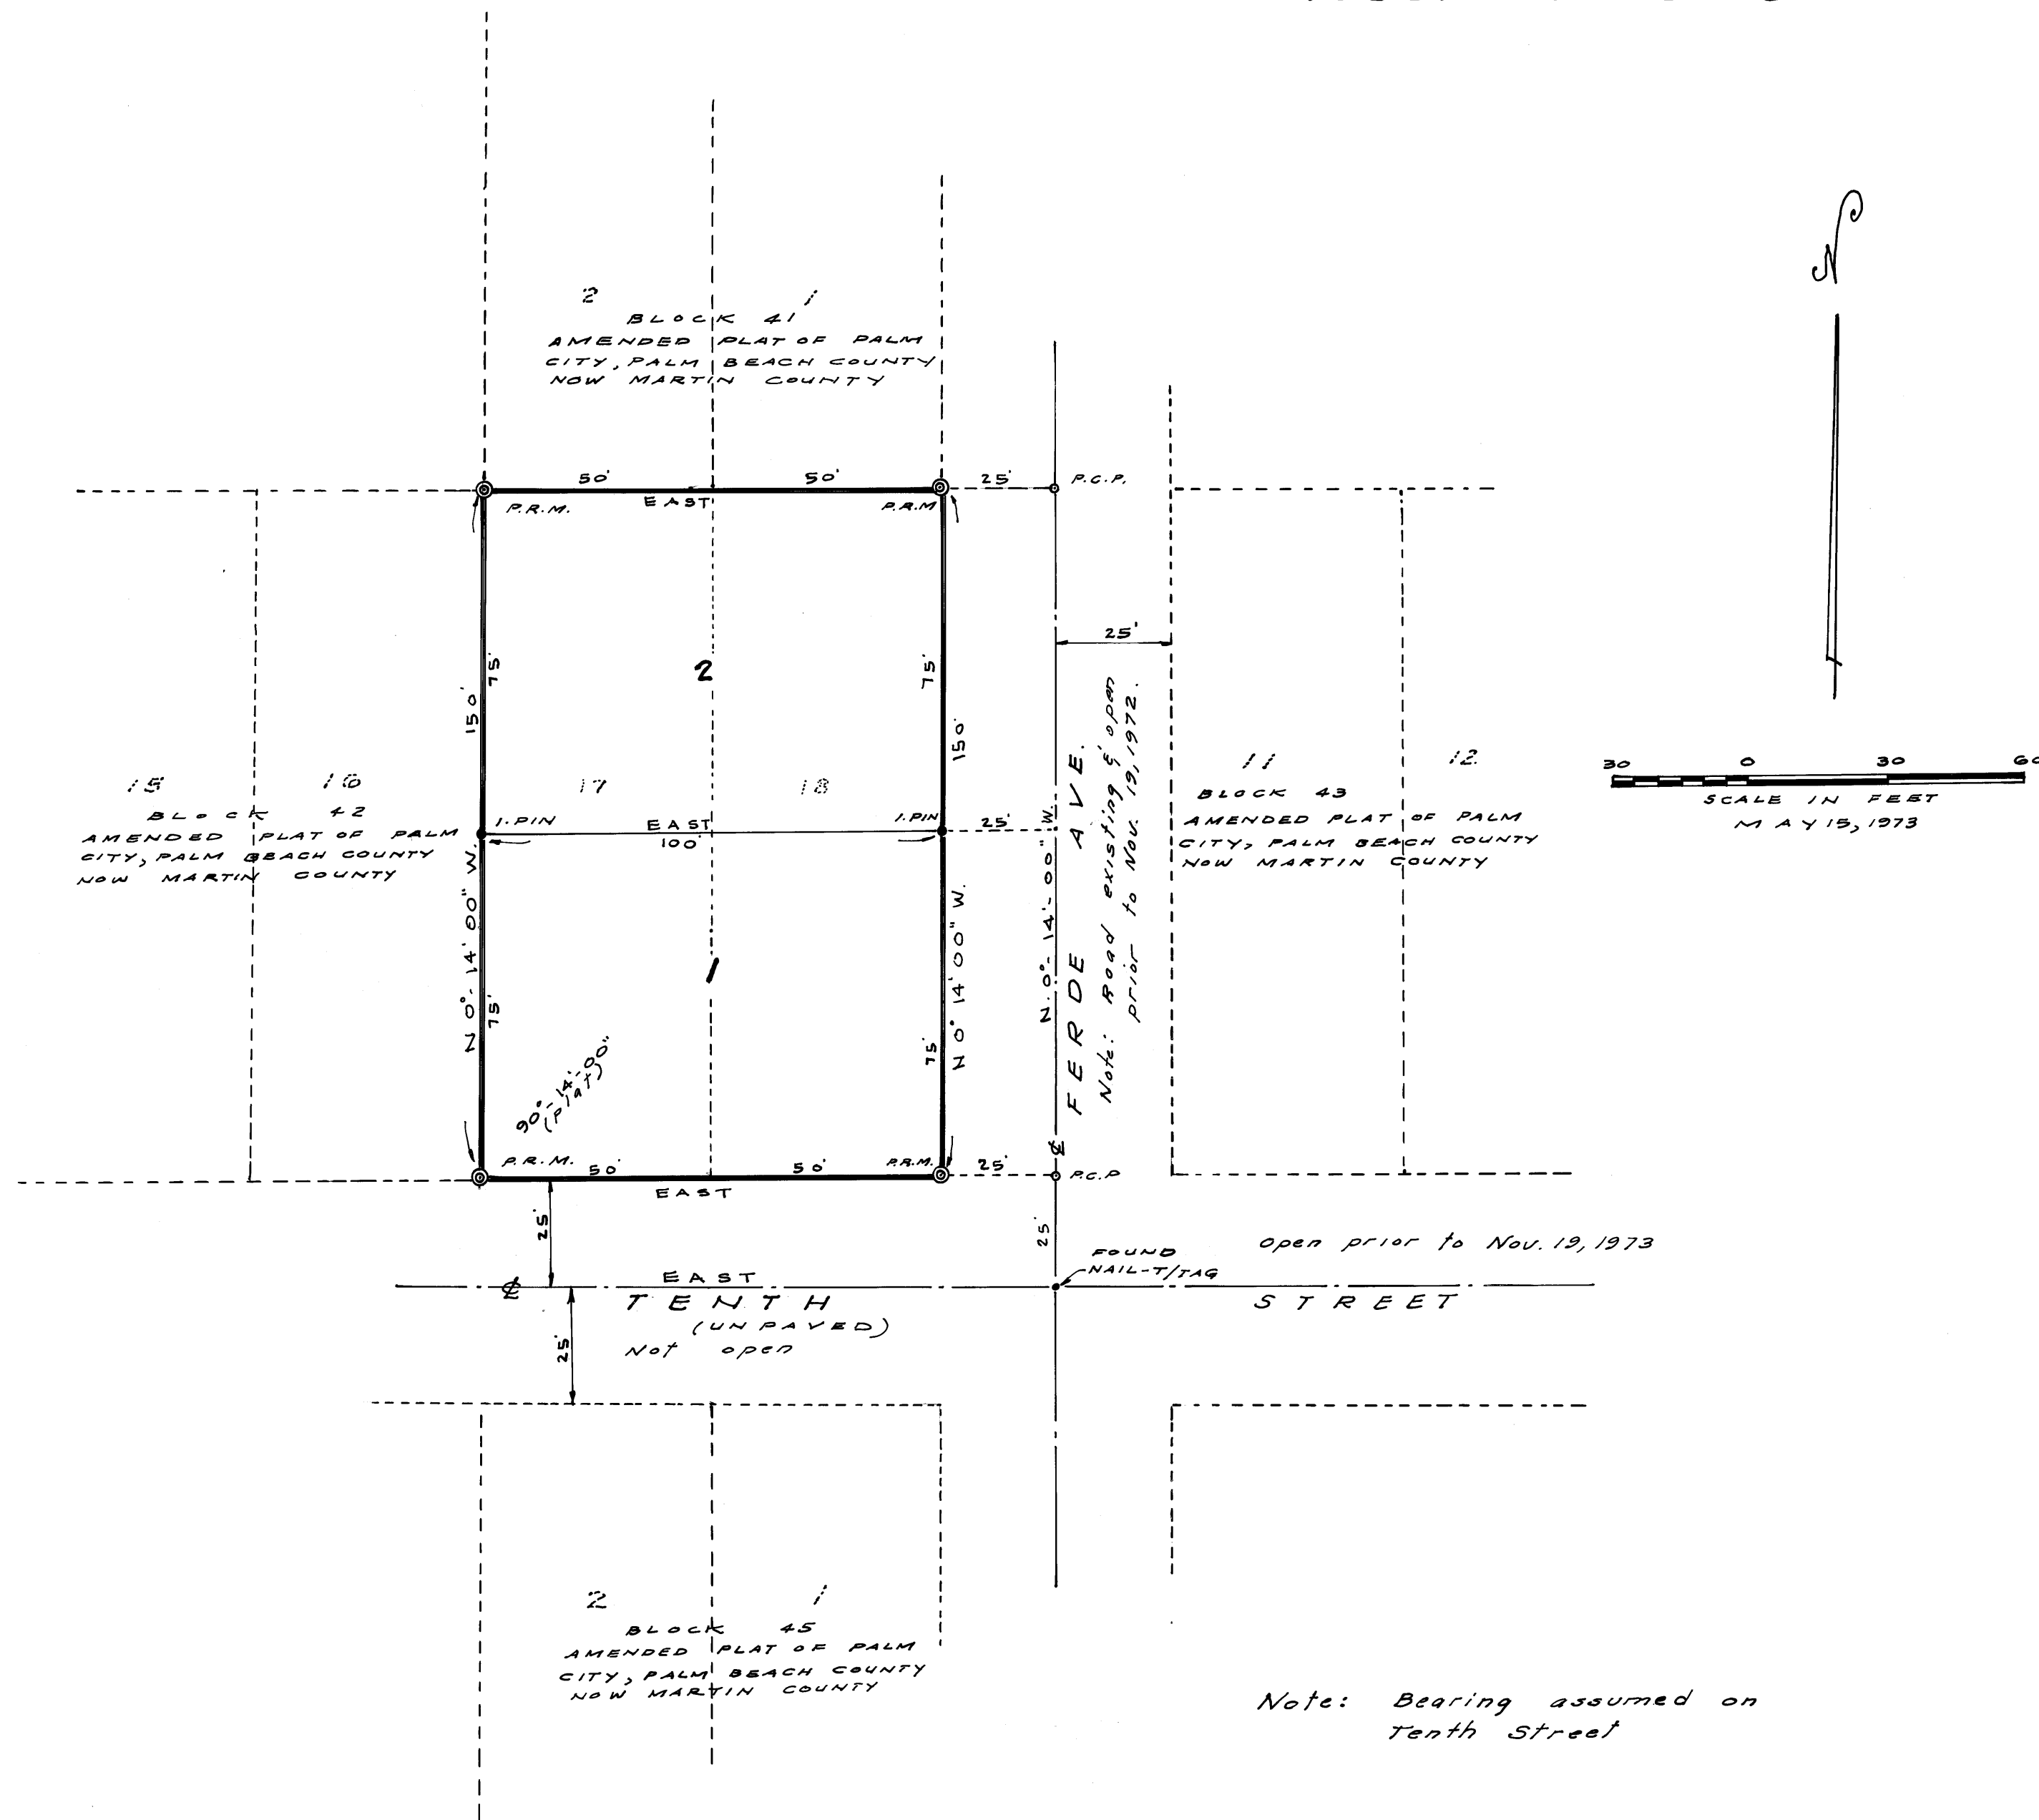 2 1
BLOCK 41
AMENDED PLAT OF PALM
CITY, PALM BEACH COUNTY
NOW MARTIN COUNTY
N
50' 50' 25' P.C.P.
EAST
P.R.M. P.R.M
25'
75'
2
75'
150'
150'
Note: Road existing & open
prior to Nov. 19, 1972.
FERDE AVE.
N. 0°- 14'- 00" W.
15 16
BLOCK 42
AMENDED PLAT OF PALM
CITY, PALM BEACH COUNTY
NOW MARTIN COUNTY
17 18
I. PIN EAST I. PIN 25'
100'
11 12.
BLOCK 43
AMENDED PLAT OF PALM
CITY, PALM BEACH COUNTY
NOW MARTIN COUNTY
30 0 30 60
SCALE IN FEET
MAY 15, 1973
N 0°- 14' 00" W.
75'
1
N 0° 14' 00" W.
75'
90°- 14'- 00"
(plat)
P.R.M. 50' 50' P.R.M. 25' ℄ P.C.P
EAST
25'
25'
FOUND
NAIL-T/TAG
open prior to Nov. 19, 1973
℄ EAST
TENTH STREET
(UNPAVED)
Not open
25'
2 1
BLOCK 45
AMENDED PLAT OF PALM
CITY, PALM BEACH COUNTY
NOW MARTIN COUNTY
Note: Bearing assumed on
Tenth Street